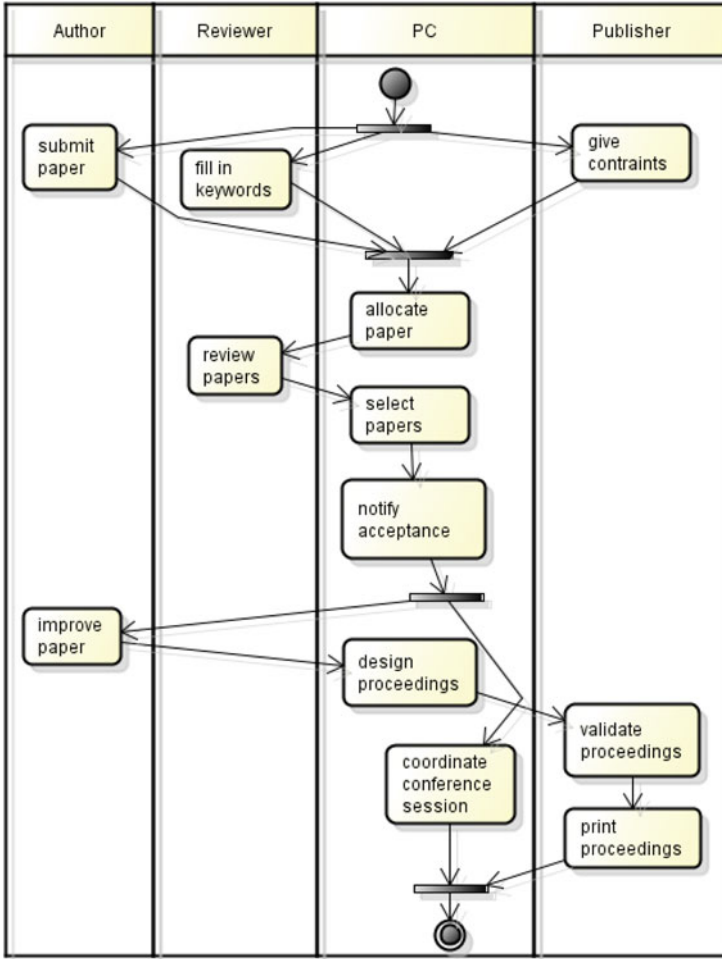 Author
Reviewer
PC
Publisher
submit
paper
fill in
keywords
give
contraints
allocate
paper
review
papers
select
papers
notify
acceptance
improve
paper
design
proceedings
validate
proceedings
coordinate
conference
session
print
proceedings